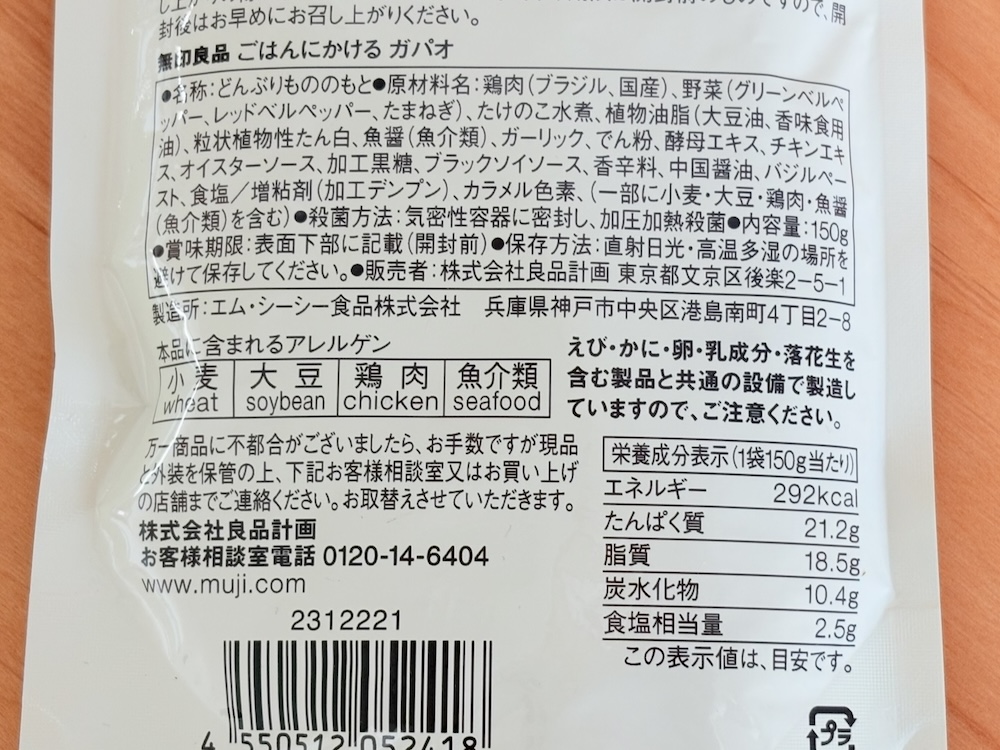 封後はお早めにお召し上がりください。
無印良品 ごはんにかける ガパオ
●名称:どんぶりもののもと●原材料名:鶏肉(ブラジル、国産)、野菜(グリーンベルペ
ッパー、レッドベルペッパー、たまねぎ)、たけのこ水煮、植物油脂(大豆油、香味食用
油)、粒状植物性たん白、魚醤(魚介類)、ガーリック、でん粉、酵母エキス、チキンエキ
ス、オイスターソース、加工黒糖、ブラックソイソース、香辛料、中国醤油、バジルペー
スト、食塩/増粘剤(加工デンプン)、カラメル色素、(一部に小麦・大豆・鶏肉・魚醤
(魚介類)を含む)●殺菌方法:気密性容器に密封し、加圧加熱殺菌●内容量:150g
●賞味期限:表面下部に記載(開封前)●保存方法:直射日光・高温多湿の場所を
避けて保存してください。●販売者:株式会社良品計画 東京都文京区後楽2-5-1
製造所:エム・シーシー食品株式会社 兵庫県神戸市中央区港島南町4丁目2-8
本品に含まれるアレルゲン
小麦 大豆 鶏肉 魚介類
wheat soybean chicken seafood
えび・かに・卵・乳成分・落花生を
含む製品と共通の設備で製造し
ていますので、ご注意ください。
万一商品に不都合がございましたら、お手数ですが現品
と外装を保管の上、下記お客様相談室又はお買い上げ
の店舗までご連絡ください。お取替えさせていただきます。
株式会社良品計画
お客様相談室電話 0120-14-6404
www.muji.com
栄養成分表示(1袋150g当たり)
エネルギー 292kcal
たんぱく質 21.2g
脂質 18.5g
炭水化物 10.4g
食塩相当量 2.5g
この表示値は、目安です。
2312221
4 550512 052418
プラ